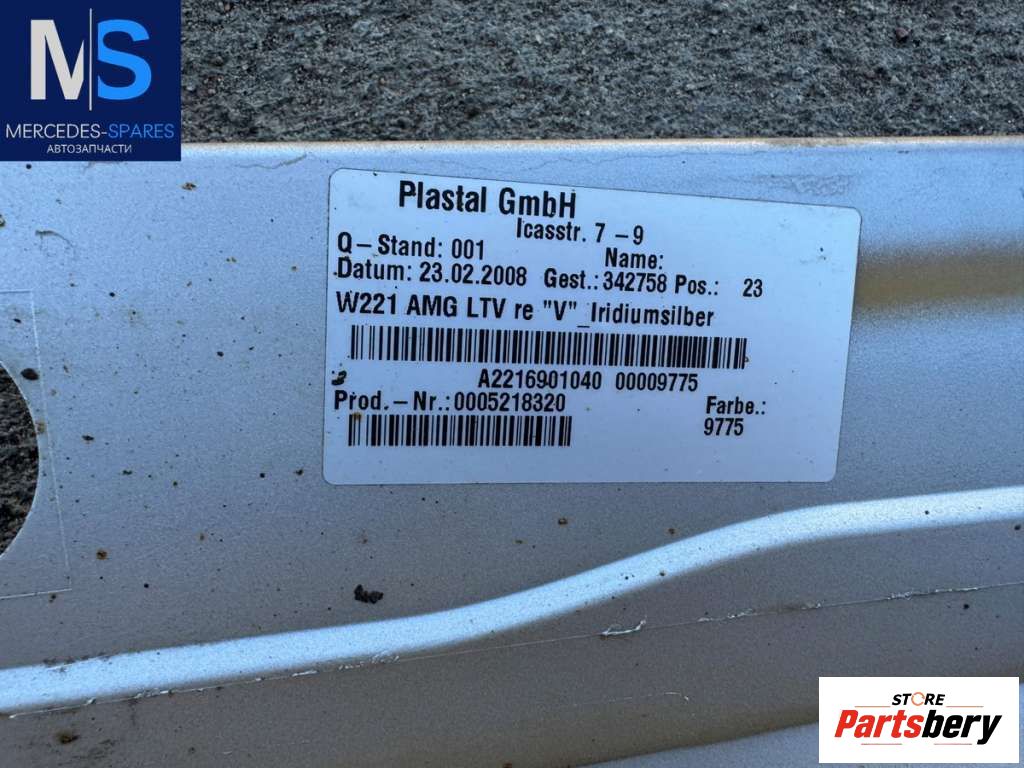 MS
MERCEDES-SPARES
АВТОЗАПЧАСТИ
Plastal GmbH
Icasstr. 7 -9
Q-Stand: 001 Name:
Datum: 23.02.2008 Gest.: 342758 Pos.: 23
W221 AMG LTV re "V"_Iridiumsilber
A2216901040 00009775
Prod.-Nr.:0005218320 Farbe.:
9775
STORE
Partsbery